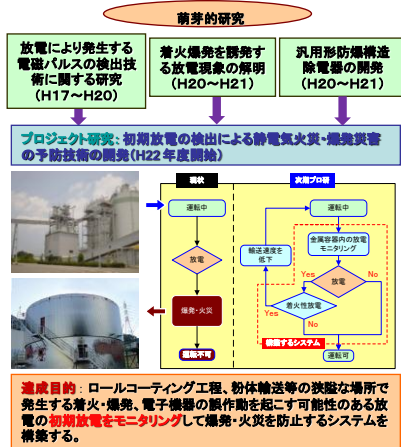 萌芽的研究
放電により発生する
電磁パルスの検出技
術に関する研究
(H17~H20)
着火爆発を誘発す
る放電現象の解明
(H20~H21)
汎用形防爆構造
除電器の開発
(H20~H21)
プロジェクト研究:初期放電の検出による静電気火災・爆発災害
の予防技術の開発(H22年度開始)
現状
運転中
放電
爆発・火災
運転不可
次期プロ研
運転中
金属容器内の放電
モニタリング
輸送速度を
低下
Yes
放電
No
着火性放電
Yes
No
構築するシステム
運転可
達成目的:ロールコーティング工程、粉体輸送等の狭隘な場所で
発生する着火・爆発、電子機器の誤作動を起こす可能性のある放
電の初期放電をモニタリングして爆発・火災を防止するシステムを
構築する。